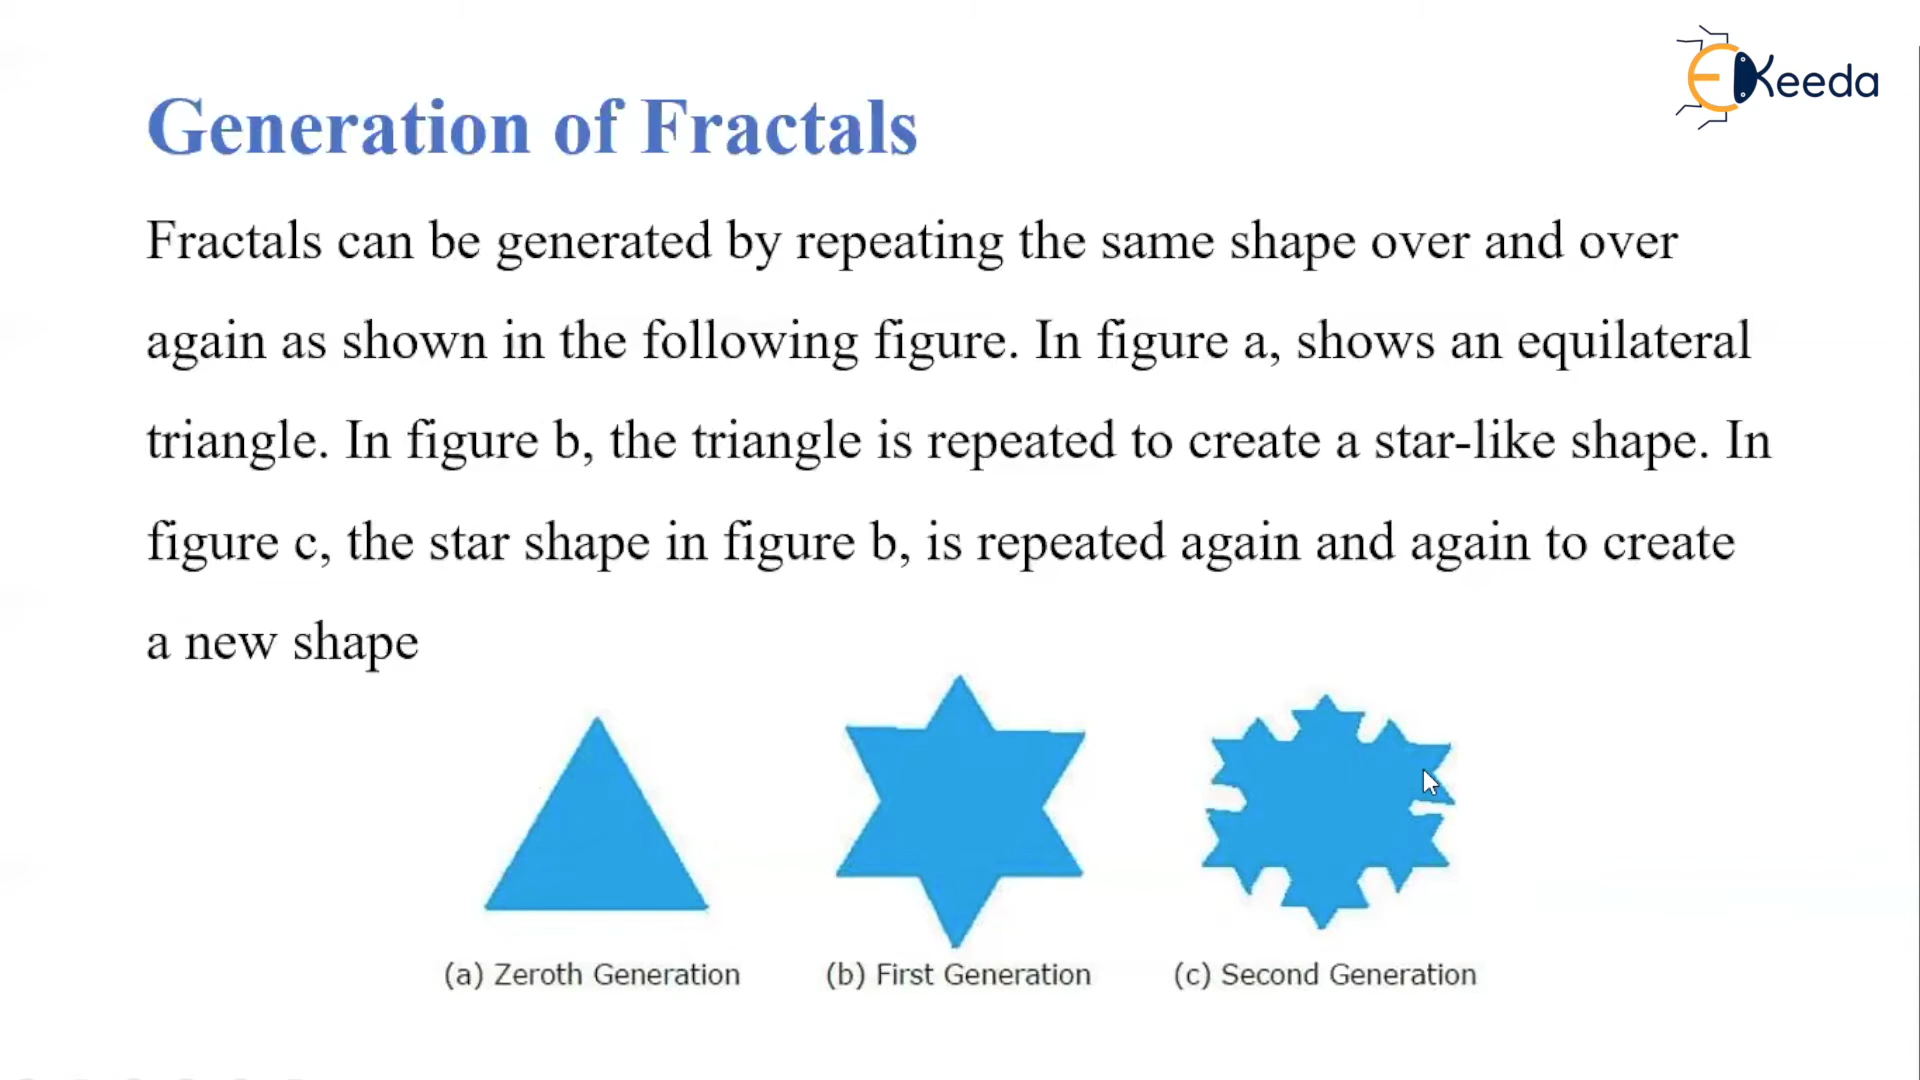 EKeeda
Generation of Fractals
Fractals can be generated by repeating the same shape over and over
again as shown in the following figure. In figure a, shows an equilateral
triangle. In figure b, the triangle is repeated to create a star-like shape. In
figure c, the star shape in figure b, is repeated again and again to create
a new shape
(a) Zeroth Generation
(b) First Generation
(c) Second Generation